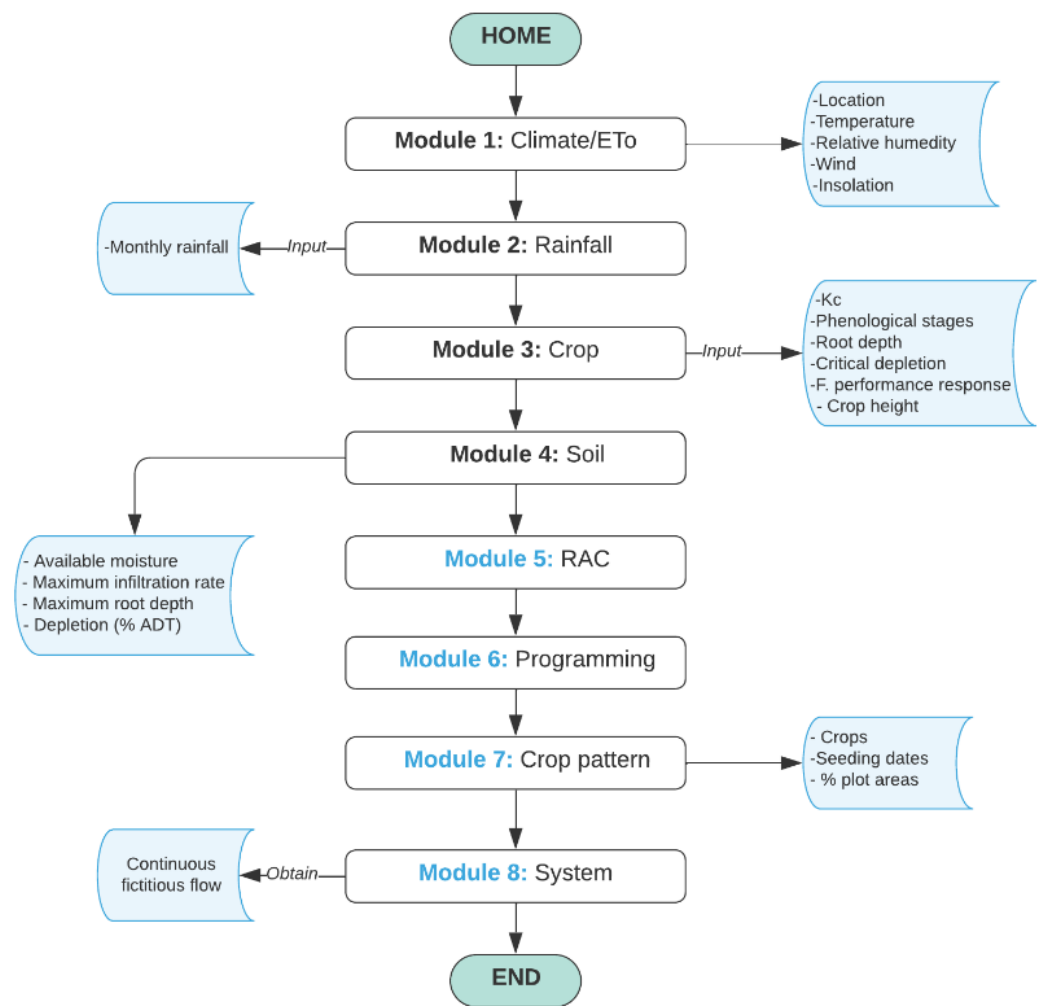 HOME
Module 1: Climate/ETo
-Location
-Temperature
-Relative humidity
-Wind
-Insolation
Module 2: Rainfall
Input
-Monthly rainfall
Module 3: Crop
Input
-Kc
-Phenological stages
-Root depth
-Critical depletion
-F. performance response
- Crop height
Module 4: Soil
- Available moisture
- Maximum infiltration rate
- Maximum root depth
- Depletion (% ADT)
Module 5: RAC
Module 6: Programming
Module 7: Crop pattern
- Crops
-Seeding dates
- % plot areas
Module 8: System
Obtain
Continuous
fictitious flow
END